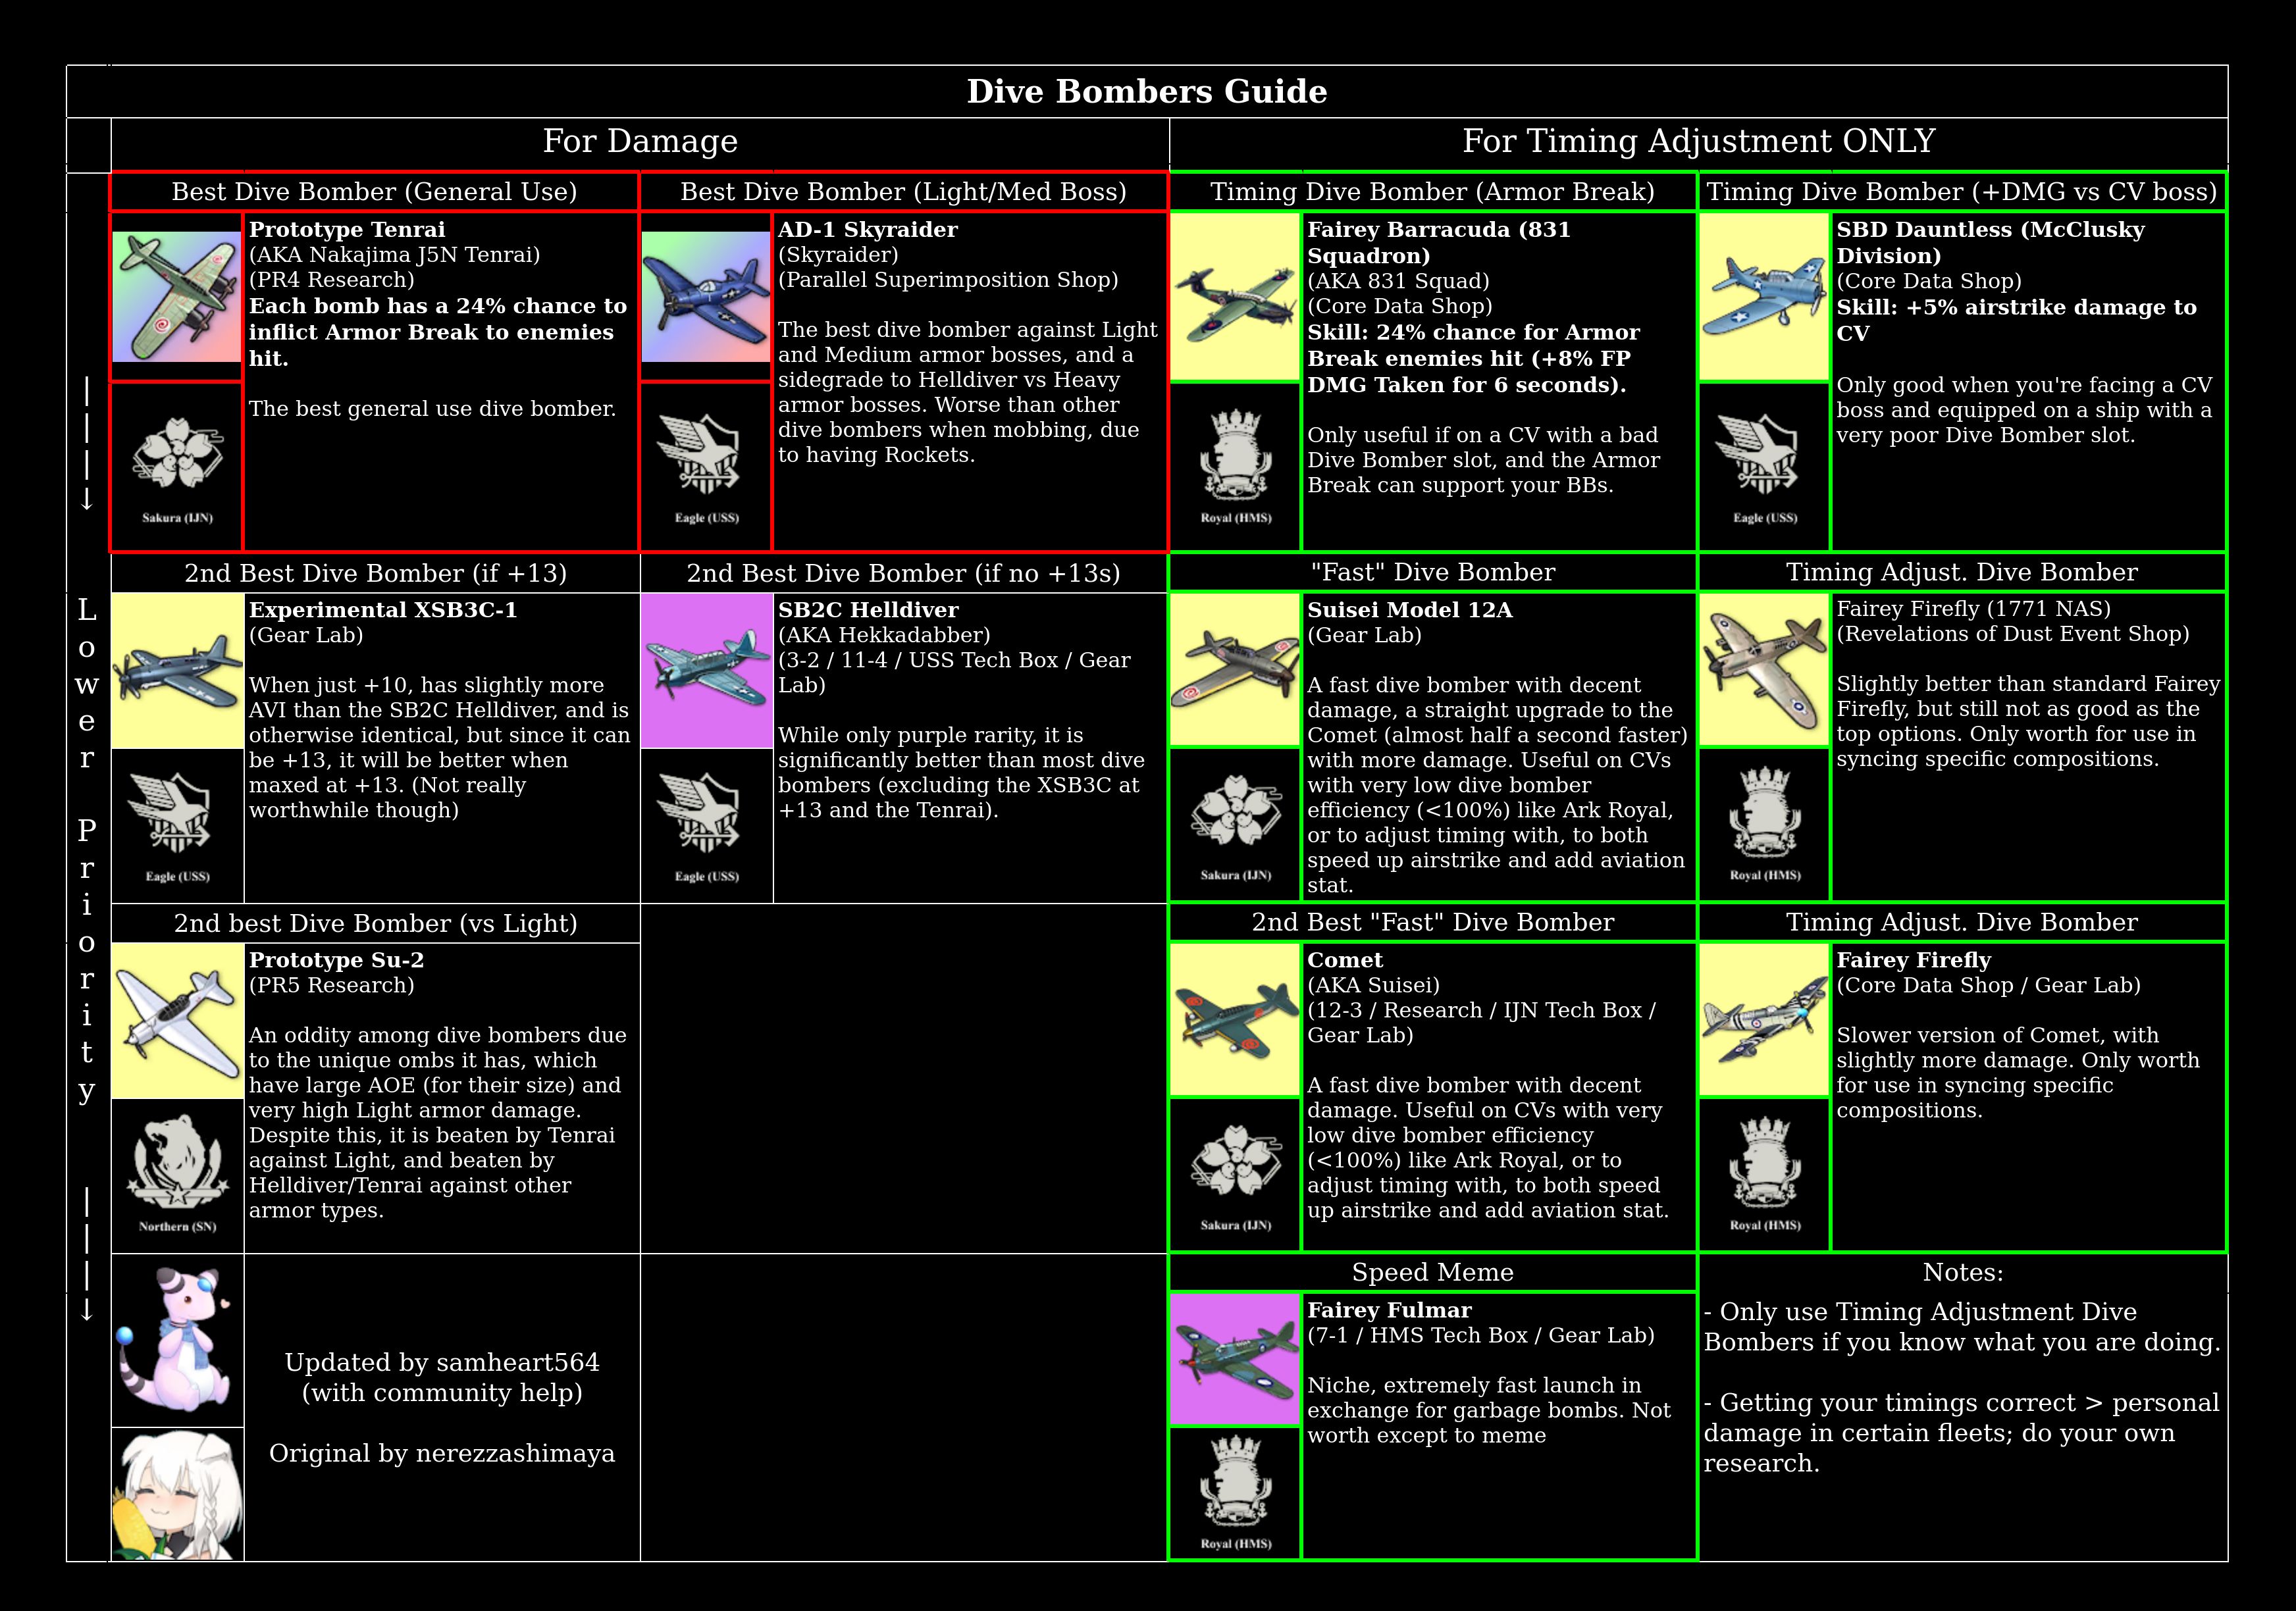 Dive Bombers Guide
For Damage
For Timing Adjustment ONLY
Best Dive Bomber (General Use)
Best Dive Bomber (Light/Med Boss)
Timing Dive Bomber (Armor Break)
Timing Dive Bomber (+DMG vs CV boss)
Prototype Tenrai
(AKA Nakajima J5N Tenrai)
(PR4 Research)
Each bomb has a 24% chance to
inflict Armor Break to enemies
hit.
The best general use dive bomber.
Sakura (IJN)
AD-1 Skyraider
(Skyraider)
(Parallel Superimposition Shop)
The best dive bomber against Light
and Medium armor bosses, and a
sidegrade to Helldiver vs Heavy
armor bosses. Worse than other
dive bombers when mobbing, due
to having Rockets.
Eagle (USS)
Fairey Barracuda (831
Squadron)
(AKA 831 Squad)
(Core Data Shop)
Skill: 24% chance for Armor
Break enemies hit (+8% FP
DMG Taken for 6 seconds).
Only useful if on a CV with a bad
Dive Bomber slot, and the Armor
Break can support your BBs.
Royal (HMS)
SBD Dauntless (McClusky
Division)
(Core Data Shop)
Skill: +5% airstrike damage to
CV
Only good when you're facing a CV
boss and equipped on a ship with a
very poor Dive Bomber slot.
Eagle (USS)
| | | ↓
Lower Priority
| | | | ↓
2nd Best Dive Bomber (if +13)
2nd Best Dive Bomber (if no +13s)
"Fast" Dive Bomber
Timing Adjust. Dive Bomber
Experimental XSB3C-1
(Gear Lab)
When just +10, has slightly more
AVI than the SB2C Helldiver, and is
otherwise identical, but since it can
be +13, it will be better when
maxed at +13. (Not really
worthwhile though)
Eagle (USS)
SB2C Helldiver
(AKA Hekkadabber)
(3-2 / 11-4 / USS Tech Box / Gear
Lab)
While only purple rarity, it is
significantly better than most dive
bombers (excluding the XSB3C at
+13 and the Tenrai).
Eagle (USS)
Suisei Model 12A
(Gear Lab)
A fast dive bomber with decent
damage, a straight upgrade to the
Comet (almost half a second faster)
with more damage. Useful on CVs
with very low dive bomber
efficiency (<100%) like Ark Royal,
or to adjust timing with, to both
speed up airstrike and add aviation
stat.
Sakura (IJN)
Fairey Firefly (1771 NAS)
(Revelations of Dust Event Shop)
Slightly better than standard Fairey
Firefly, but still not as good as the
top options. Only worth for use in
syncing specific compositions.
Royal (HMS)
2nd best Dive Bomber (vs Light)
2nd Best "Fast" Dive Bomber
Timing Adjust. Dive Bomber
Prototype Su-2
(PR5 Research)
An oddity among dive bombers due
to the unique ombs it has, which
have large AOE (for their size) and
very high Light armor damage.
Despite this, it is beaten by Tenrai
against Light, and beaten by
Helldiver/Tenrai against other
armor types.
Northern (SN)
Comet
(AKA Suisei)
(12-3 / Research / IJN Tech Box /
Gear Lab)
A fast dive bomber with decent
damage. Useful on CVs with very
low dive bomber efficiency
(<100%) like Ark Royal, or to
adjust timing with, to both speed
up airstrike and add aviation stat.
Sakura (IJN)
Fairey Firefly
(Core Data Shop / Gear Lab)
Slower version of Comet, with
slightly more damage. Only worth
for use in syncing specific
compositions.
Royal (HMS)
Updated by samheart564
(with community help)
Original by nerezzashimaya
Speed Meme
Fairey Fulmar
(7-1 / HMS Tech Box / Gear Lab)
Niche, extremely fast launch in
exchange for garbage bombs. Not
worth except to meme
Royal (HMS)
Notes:
- Only use Timing Adjustment Dive
Bombers if you know what you are doing.
- Getting your timings correct > personal
damage in certain fleets; do your own
research.